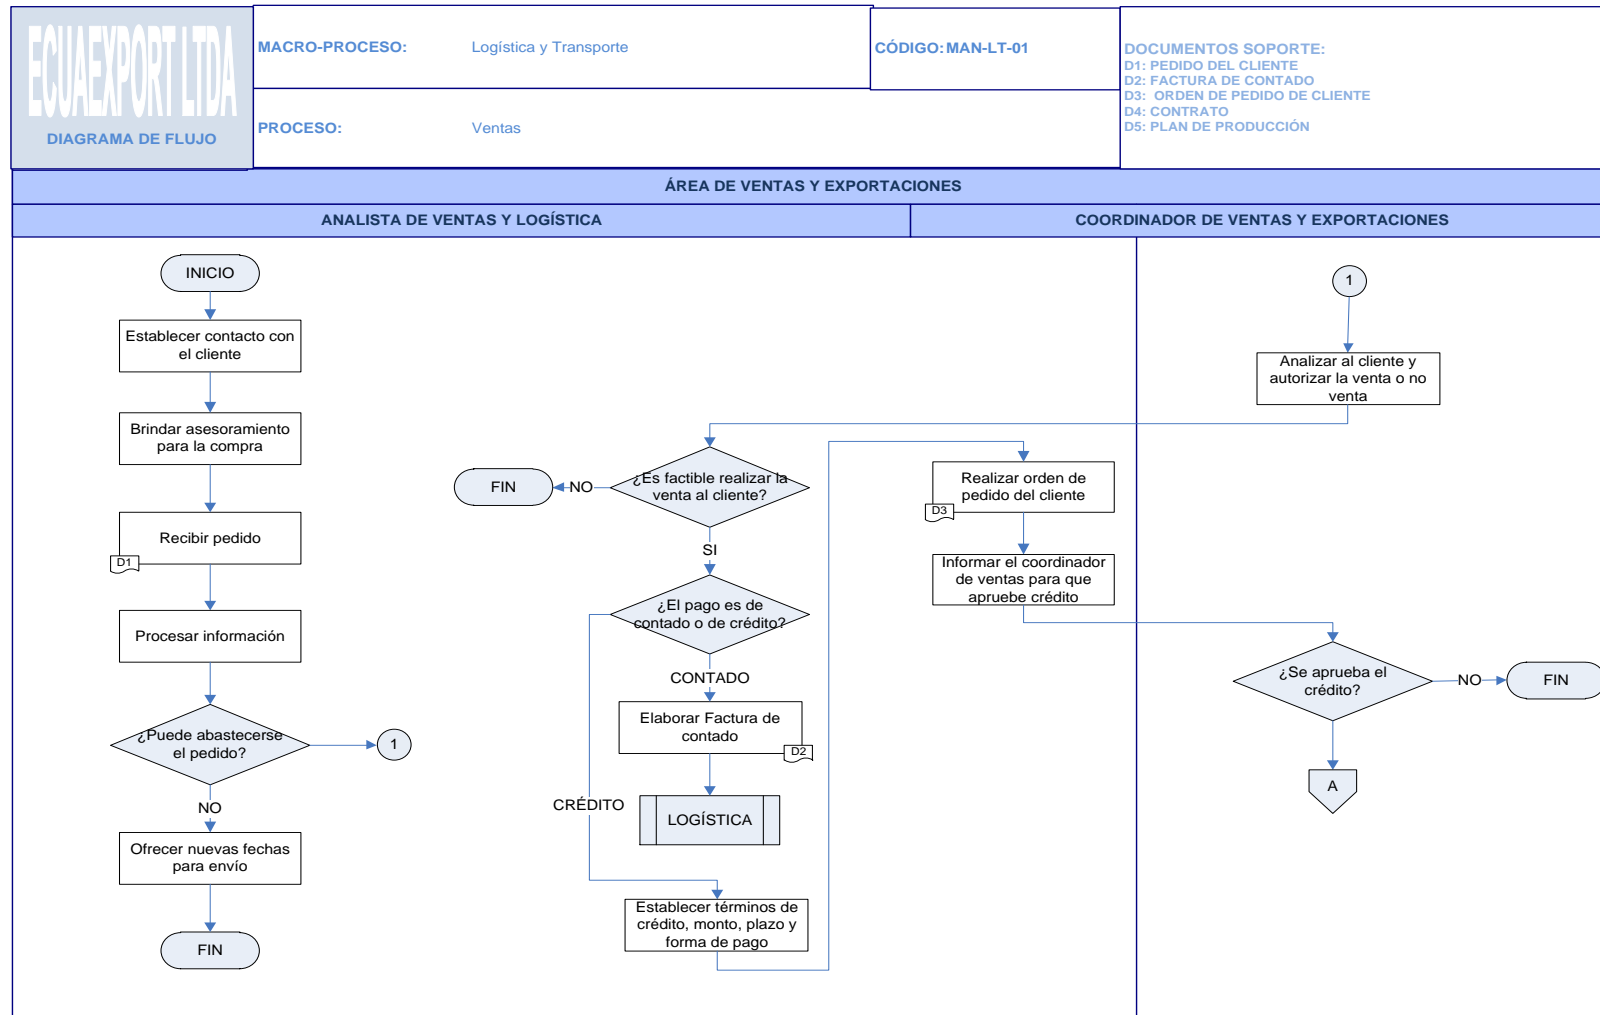 ECUAEXPORT LTDA
DIAGRAMA DE FLUJO
MACRO-PROCESO:
Logística y Transporte
CÓDIGO: MAN-LT-01
PROCESO:
Ventas
DOCUMENTOS SOPORTE:
D1: PEDIDO DEL CLIENTE
D2: FACTURA DE CONTADO
D3: ORDEN DE PEDIDO DE CLIENTE
D4: CONTRATO
D5: PLAN DE PRODUCCIÓN
ÁREA DE VENTAS Y EXPORTACIONES
ANALISTA DE VENTAS Y LOGÍSTICA
COORDINADOR DE VENTAS Y EXPORTACIONES
INICIO
Establecer contacto con
el cliente
Brindar asesoramiento
para la compra
Recibir pedido
D1
Procesar información
¿Puede abastecerse
el pedido?
1
NO
Ofrecer nuevas fechas
para envío
FIN
FIN
NO
¿Es factible realizar la
venta al cliente?
SI
¿El pago es de
contado o de crédito?
CONTADO
Elaborar Factura de
contado
D2
CRÉDITO
LOGÍSTICA
Establecer términos de
crédito, monto, plazo y
forma de pago
Realizar orden de
pedido del cliente
D3
Informar el coordinador
de ventas para que
apruebe crédito
1
Analizar al cliente y
autorizar la venta o no
venta
¿Se aprueba el
crédito?
NO
FIN
A